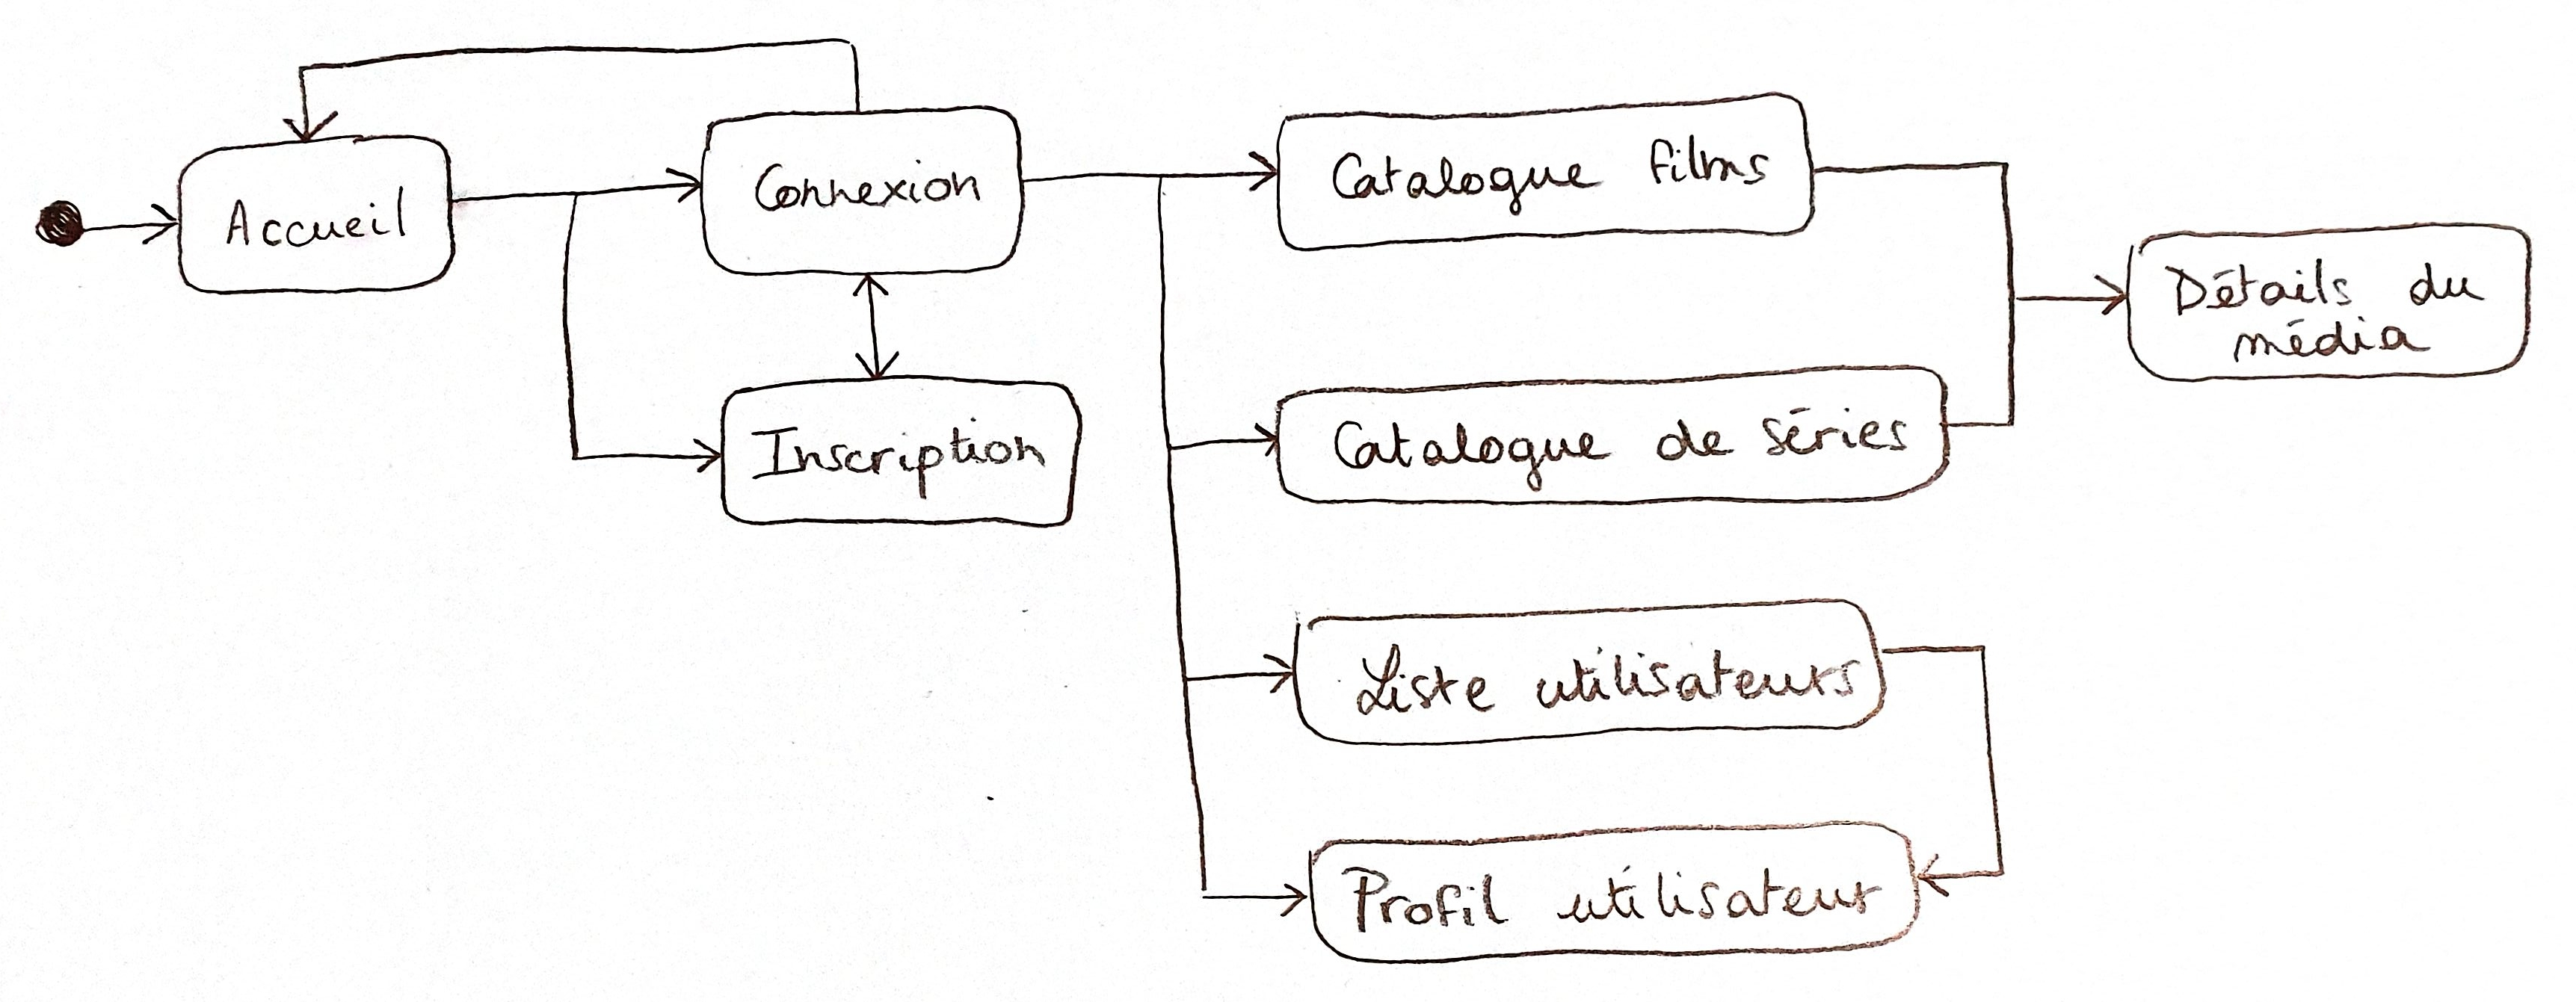 Accueil
Connexion
Inscription
Catalogue films
Catalogue de séries
Liste utilisateurs
Profil utilisateur
Détails du
média